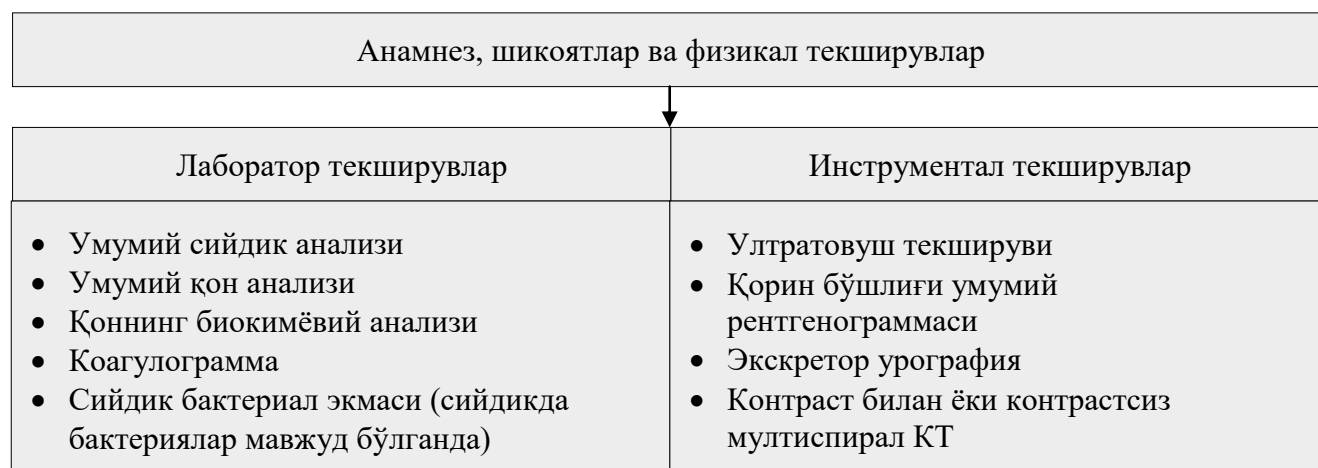 Анамнез, шикоятлар ва физикал текширувлар
Лаборатор текширувлар
Инструментал текширувлар
• Умумий сийдик анализи
• Умумий қон анализи
• Қоннинг биокимёвий анализи
• Коагулограмма
• Сийдик бактериал экмаси (сийдикда
бактериялар мавжуд бўлганда)
• Ултратовуш текшируви
• Қорин бўшлиғи умумий
рентгенограммаси
• Экскретор урография
• Контраст билан ёки контрастсиз
мултиспирал КТ